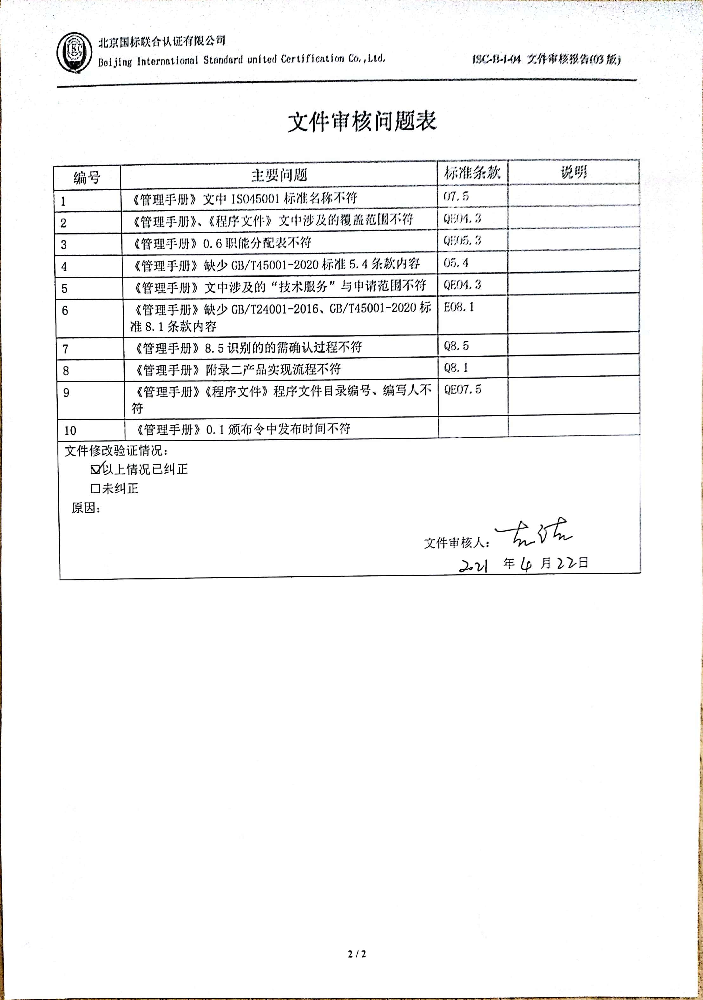 北京国标联合认证有限公司
Beijing International Standard united Certification Co.,Ltd.
ISC-B-I-04 文件审核报告(03版)
文件审核问题表
编号 主要问题 标准条款 说明
1 《管理手册》文中 ISO45001 标准名称不符 O7.5
2 《管理手册》、《程序文件》文中涉及的覆盖范围不符 QEO4.3
3 《管理手册》0.6 职能分配表不符 QEO5.3
4 《管理手册》缺少 GB/T45001-2020 标准 5.4 条款内容 O5.4
5 《管理手册》文中涉及的“技术服务”与申请范围不符 QEO4.3
6 《管理手册》缺少 GB/T24001-2016、GB/T45001-2020 标 EO8.1
准 8.1 条款内容
7 《管理手册》8.5 识别的的需确认过程不符 Q8.5
8 《管理手册》附录二产品实现流程不符 Q8.1
9 《管理手册》《程序文件》程序文件目录编号、编写人不 QEO7.5
符
10 《管理手册》0.1 颁布令中发布时间不符
文件修改验证情况：
☑以上情况已纠正
□未纠正
原因：
文件审核人：
2021 年 4 月 22 日
2 / 2